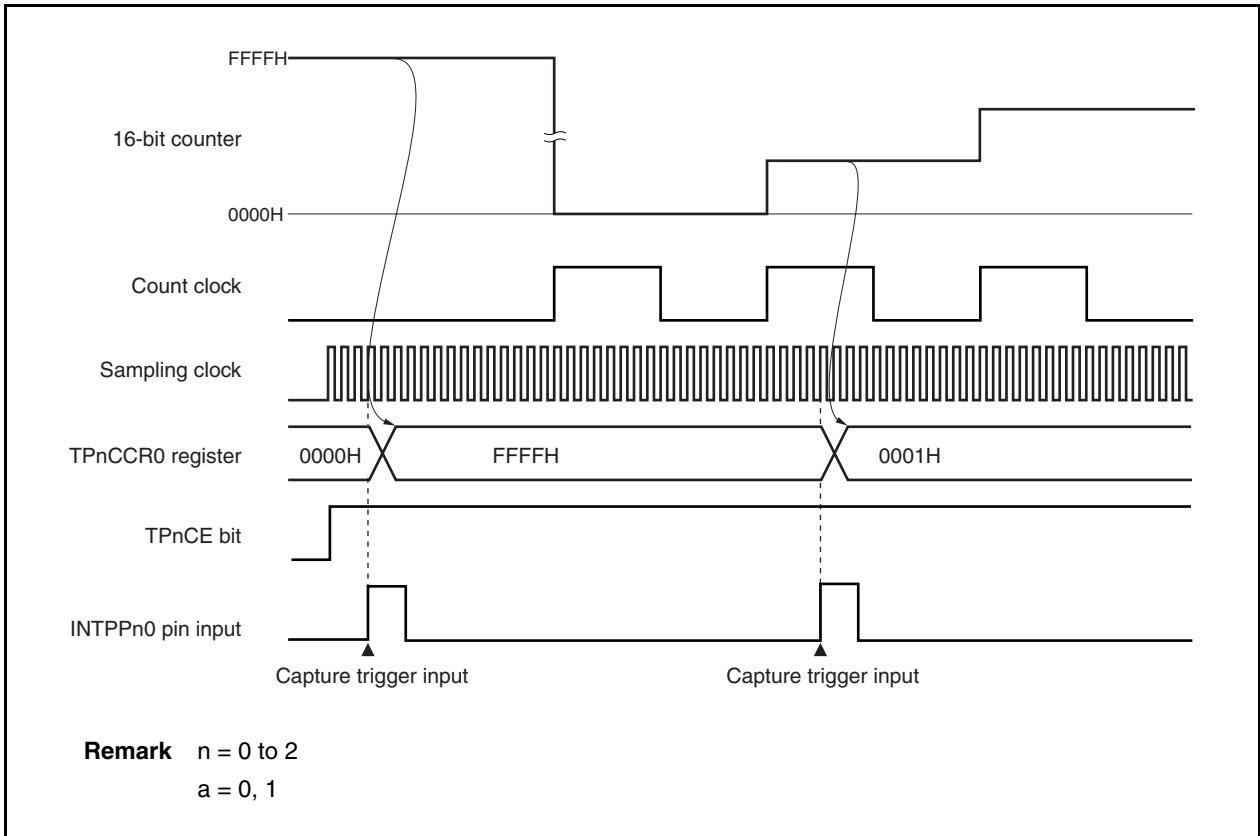 FFFFH
16-bit counter
0000H
Count clock
Sampling clock
TPnCCR0 register
0000H
FFFFH
0001H
TPnCE bit
INTPPn0 pin input
Capture trigger input
Capture trigger input
Remark n = 0 to 2
a = 0, 1